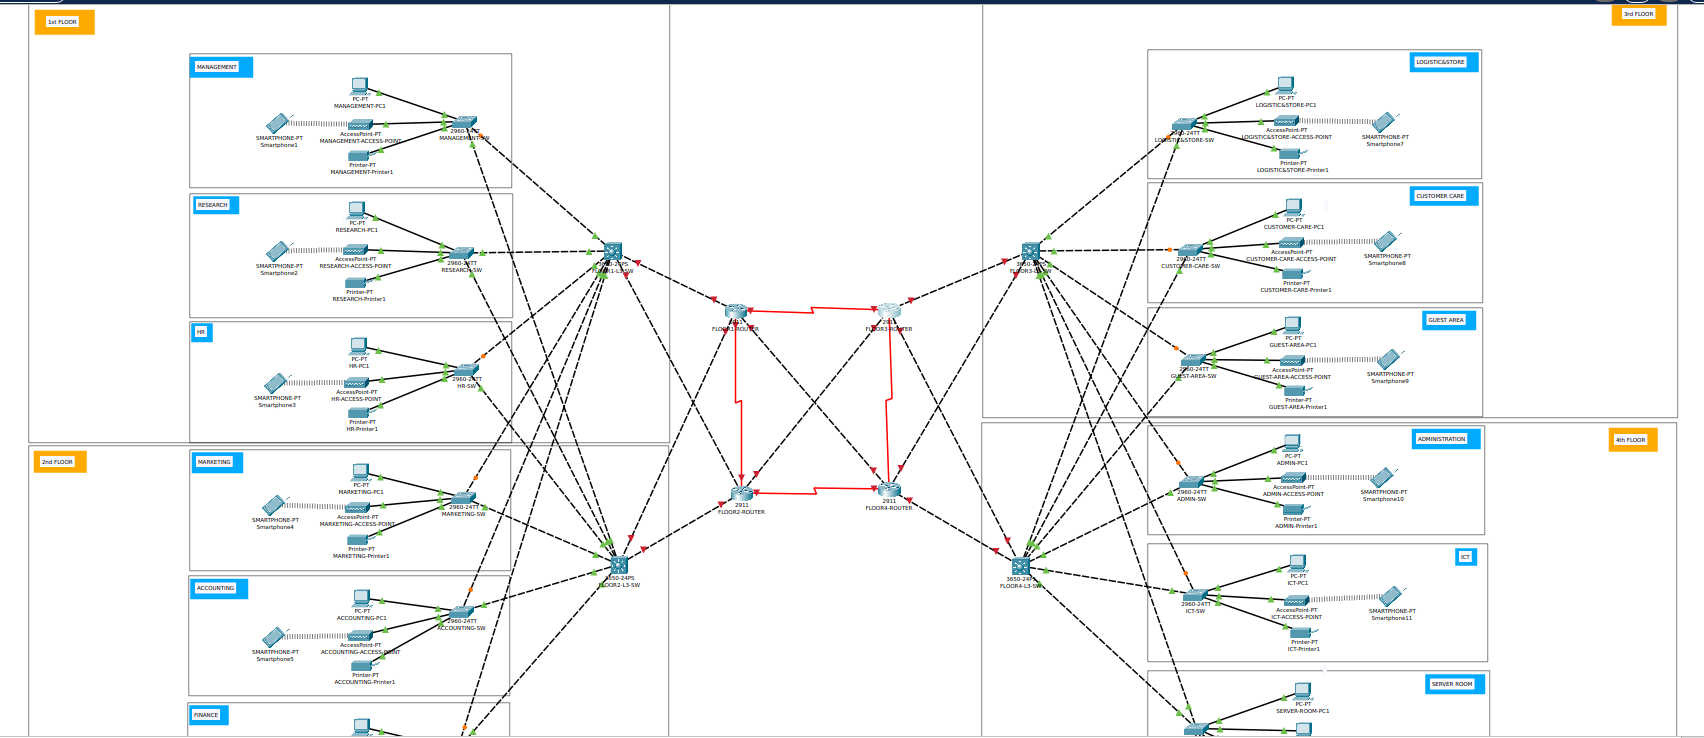 1st FLOOR
MANAGEMENT
PC-PT
MANAGEMENT-PC1
SMARTPHONE-PT
Smartphone1
AccessPoint-PT
MANAGEMENT-ACCESS-POINT
2960-24TT
MANAGEMENT-SW
Printer-PT
MANAGEMENT-Printer1
RESEARCH
PC-PT
RESEARCH-PC1
SMARTPHONE-PT
Smartphone2
AccessPoint-PT
RESEARCH-ACCESS-POINT
2960-24TT
RESEARCH-SW
Printer-PT
RESEARCH-Printer1
HR
PC-PT
HR-PC1
SMARTPHONE-PT
Smartphone3
AccessPoint-PT
HR-ACCESS-POINT
2960-24TT
HR-SW
Printer-PT
HR-Printer1
2nd FLOOR
MARKETING
PC-PT
MARKETING-PC1
SMARTPHONE-PT
Smartphone4
AccessPoint-PT
MARKETING-ACCESS-POINT
2960-24TT
MARKETING-SW
Printer-PT
MARKETING-Printer1
ACCOUNTING
PC-PT
ACCOUNTING-PC1
SMARTPHONE-PT
Smartphone5
AccessPoint-PT
ACCOUNTING-ACCESS-POINT
2960-24TT
ACCOUNTING-SW
Printer-PT
ACCOUNTING-Printer1
FINANCE
3650-24PS
FLOOR1-L3-SW
3650-24PS
FLOOR2-L3-SW
2911
FLOOR1-ROUTER
2911
FLOOR3-ROUTER
2911
FLOOR2-ROUTER
2911
FLOOR4-ROUTER
3650-24PS
FLOOR3-L3-SW
3650-24PS
FLOOR4-L3-SW
3rd FLOOR
LOGISTIC&STORE
PC-PT
LOGISTIC&STORE-PC1
2960-24TT
LOGISTIC&STORE-SW
AccessPoint-PT
LOGISTIC&STORE-ACCESS-POINT
SMARTPHONE-PT
Smartphone7
Printer-PT
LOGISTIC&STORE-Printer1
CUSTOMER CARE
PC-PT
CUSTOMER-CARE-PC1
2960-24TT
CUSTOMER-CARE-SW
AccessPoint-PT
CUSTOMER-CARE-ACCESS-POINT
SMARTPHONE-PT
Smartphone8
Printer-PT
CUSTOMER-CARE-Printer1
GUEST AREA
PC-PT
GUEST-AREA-PC1
2960-24TT
GUEST-AREA-SW
AccessPoint-PT
GUEST-AREA-ACCESS-POINT
SMARTPHONE-PT
Smartphone9
Printer-PT
GUEST-AREA-Printer1
4th FLOOR
ADMINISTRATION
PC-PT
ADMIN-PC1
2960-24TT
ADMIN-SW
AccessPoint-PT
ADMIN-ACCESS-POINT
SMARTPHONE-PT
Smartphone10
Printer-PT
ADMIN-Printer1
ICT
PC-PT
ICT-PC1
2960-24TT
ICT-SW
AccessPoint-PT
ICT-ACCESS-POINT
SMARTPHONE-PT
Smartphone11
Printer-PT
ICT-Printer1
SERVER ROOM
PC-PT
SERVER-ROOM-PC1